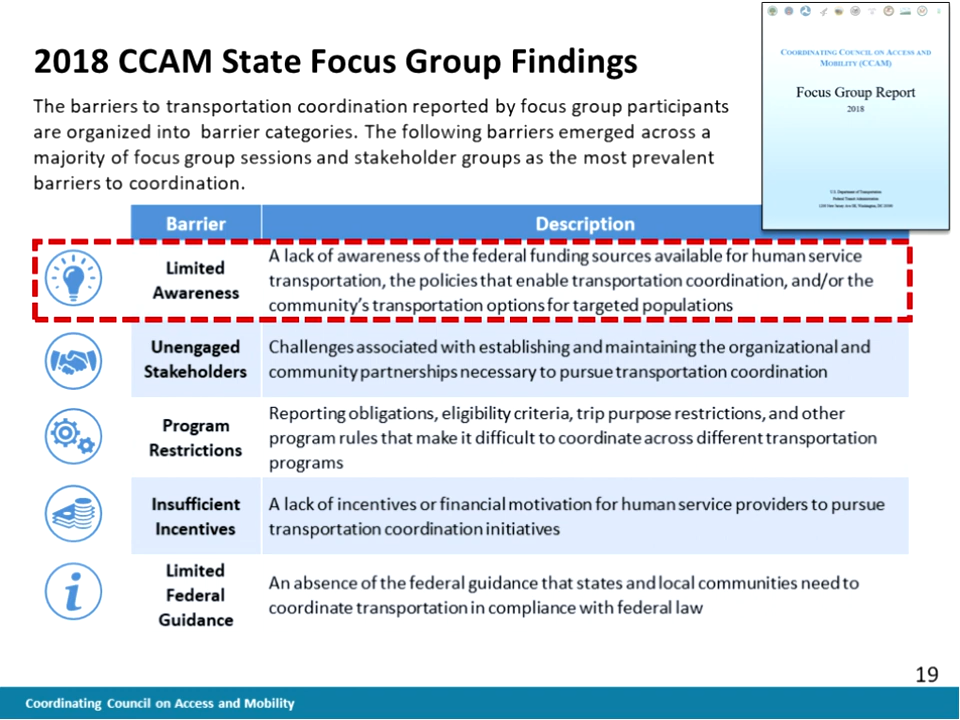 2018 CCAM State Focus Group Findings
The barriers to transportation coordination reported by focus group participants
are organized into barrier categories. The following barriers emerged across a
majority of focus group sessions and stakeholder groups as the most prevalent
barriers to coordination.
COORDINATING COUNCIL ON ACCESS AND
MOBILITY (CCAM)
Focus Group Report
2018
U.S. Department of Transportation
Federal Transit Administration
Barrier
Description
Limited
Awareness
A lack of awareness of the federal funding sources available for human service
transportation, the policies that enable transportation coordination, and/or the
community’s transportation options for targeted populations
Unengaged
Stakeholders
Challenges associated with establishing and maintaining the organizational and
community partnerships necessary to pursue transportation coordination
Program
Restrictions
Reporting obligations, eligibility criteria, trip purpose restrictions, and other
program rules that make it difficult to coordinate across different transportation
programs
Insufficient
Incentives
A lack of incentives or financial motivation for human service providers to pursue
transportation coordination initiatives
Limited
Federal
Guidance
An absence of the federal guidance that states and local communities need to
coordinate transportation in compliance with federal law
19
Coordinating Council on Access and Mobility